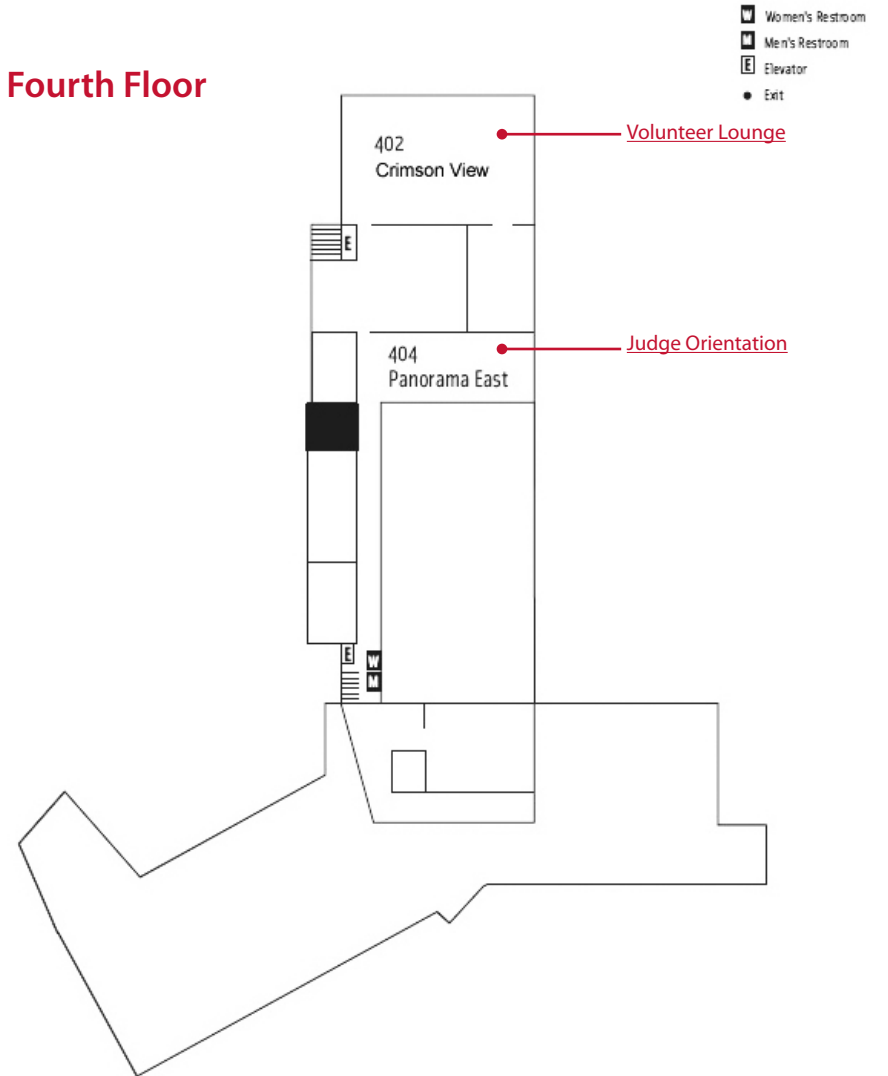 W Women's Restroom
M Men's Restroom
E Elevator
Exit
Fourth Floor
Volunteer Lounge
402
Crimson View
E
Judge Orientation
404
Panorama East
E
W
M